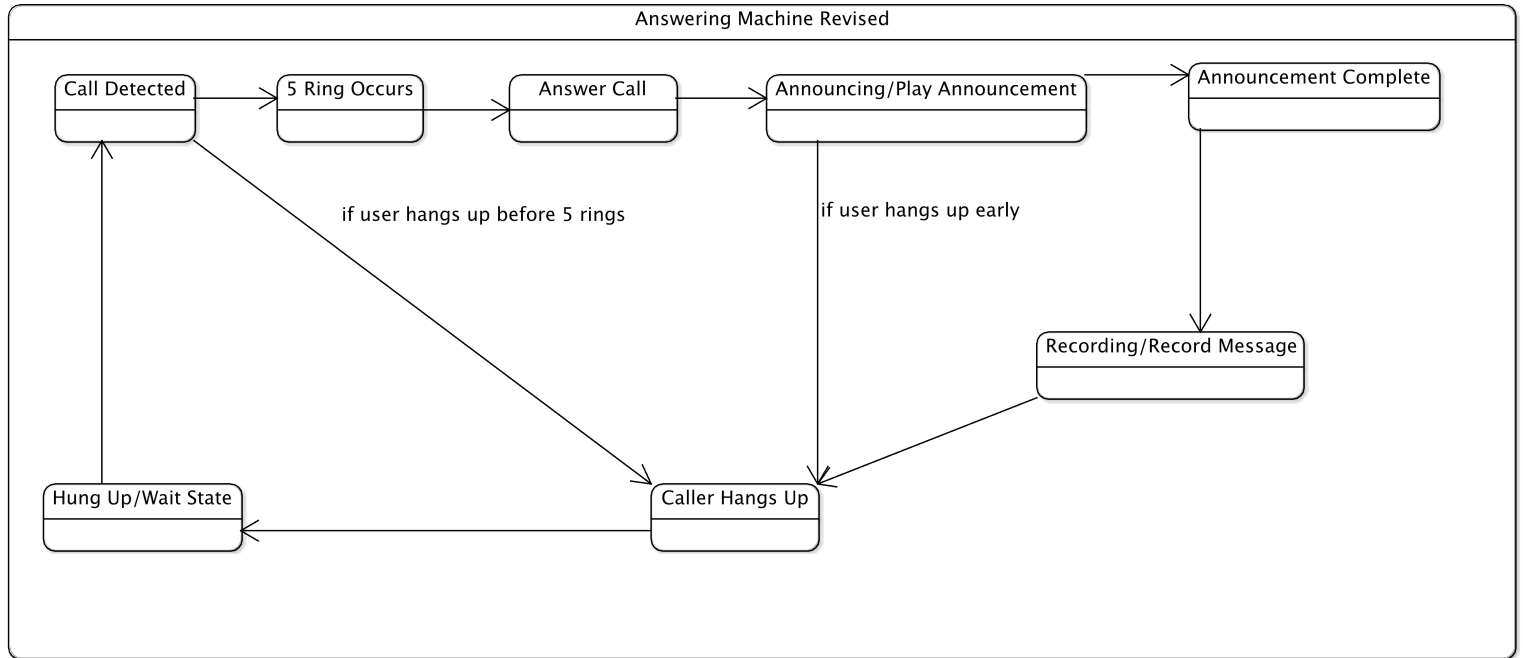 Answering Machine Revised
Call Detected
5 Ring Occurs
Answer Call
Announcing/Play Announcement
Announcement Complete
if user hangs up before 5 rings
if user hangs up early
Recording/Record Message
Hung Up/Wait State
Caller Hangs Up